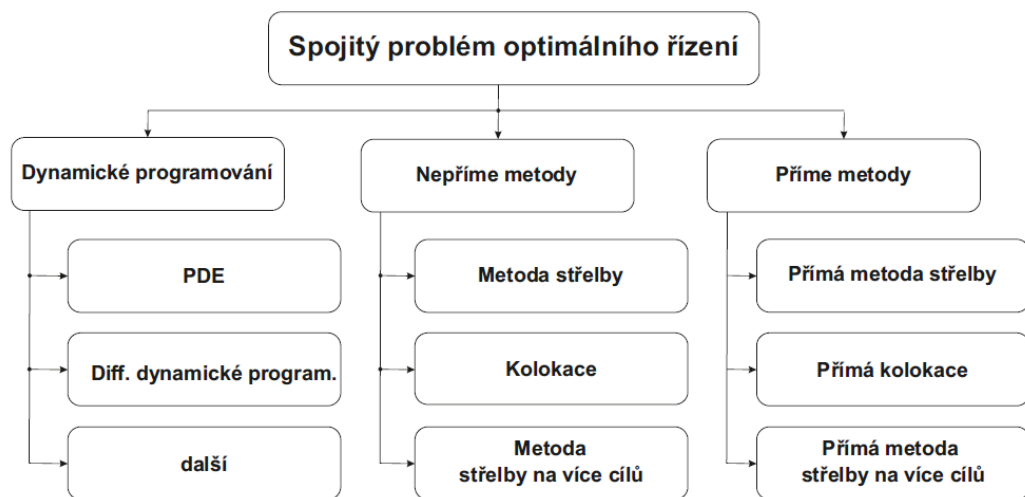 Spojitý problém optimálního řízení
Dynamické programování
Nepříme metody
Příme metody
PDE
Metoda střelby
Přímá metoda střelby
Diff. dynamické program.
Kolokace
Přímá kolokace
další
Metoda
střelby na více cílů
Přímá metoda
střelby na více cílů